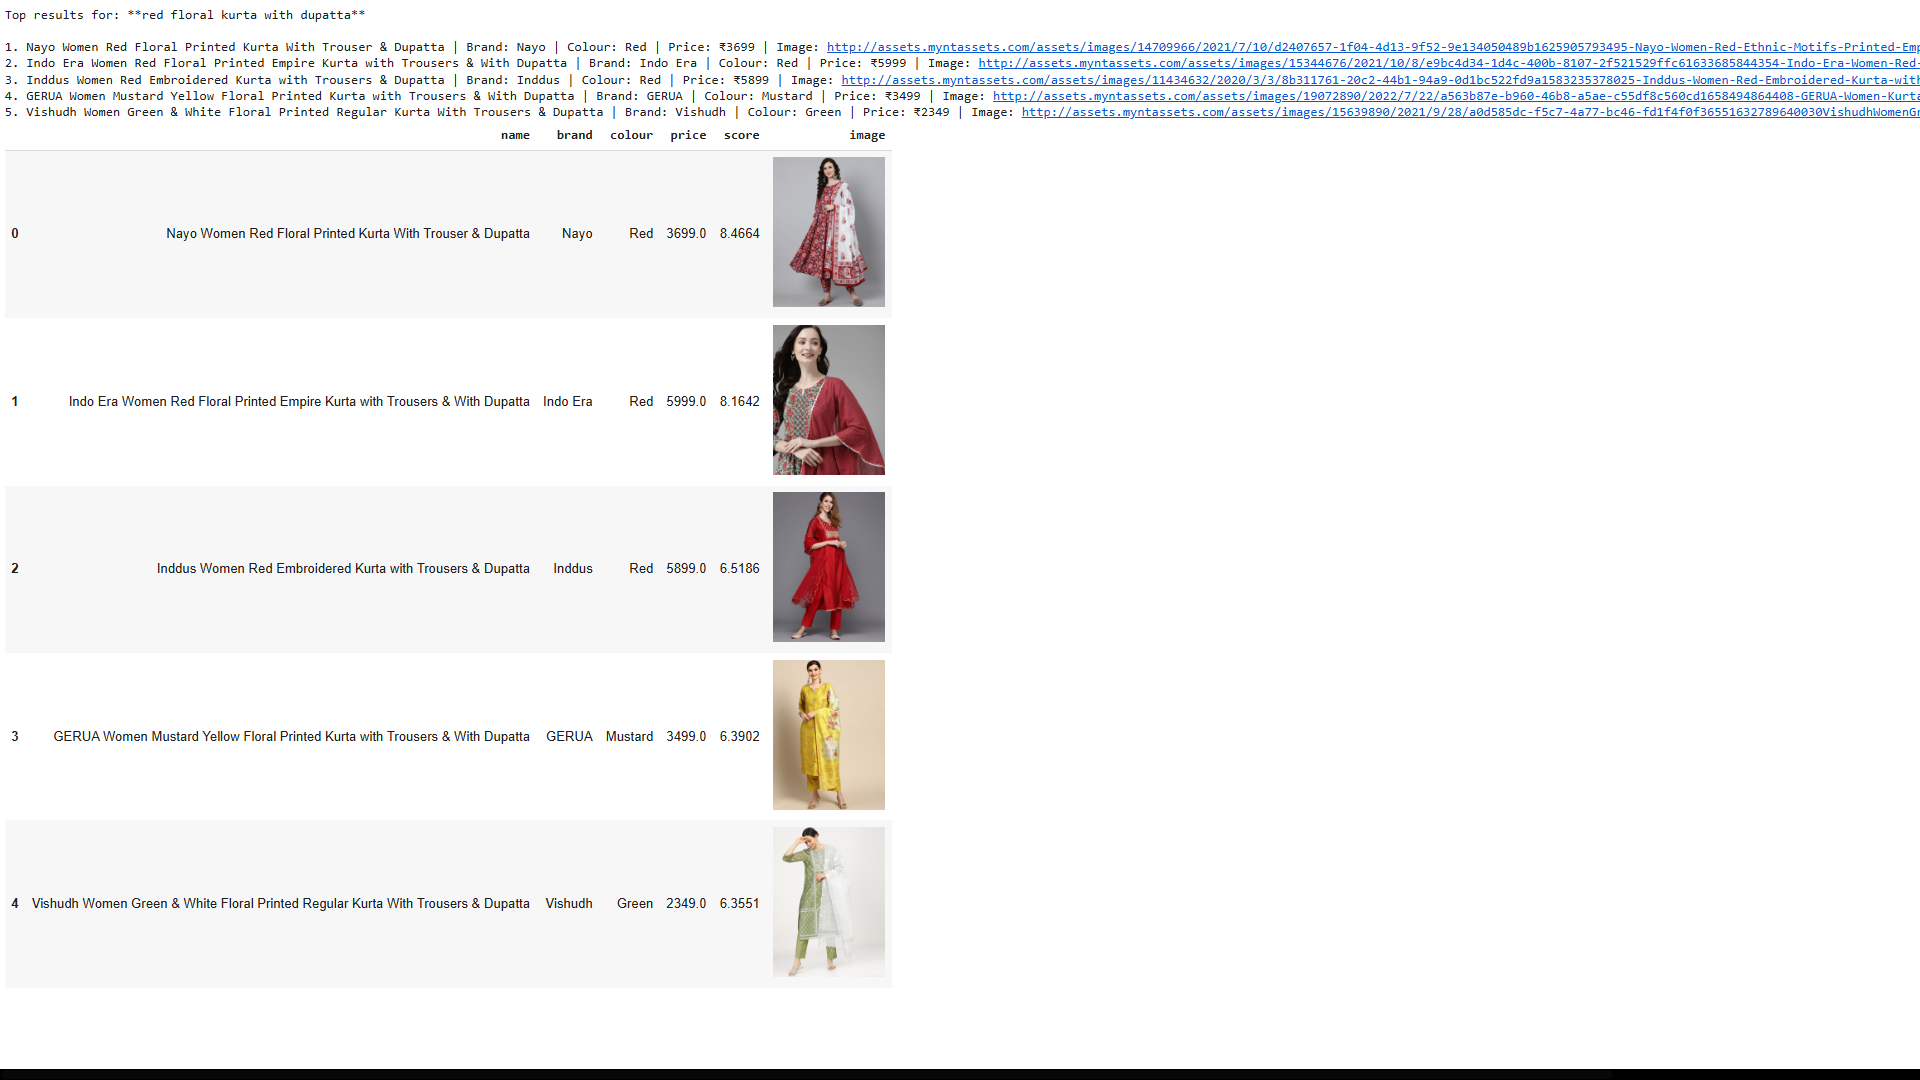 Top results for: **red floral kurta with dupatta**
1. Nayo Women Red Floral Printed Kurta With Trouser & Dupatta | Brand: Nayo | Colour: Red | Price: ₹3699 | Image: http://assets.myntassets.com/assets/images/14709966/2021/7/10/d2407657-1f04-4d13-9f52-9e134050489b1625905793495-Nayo-Women-Red-Ethnic-Motifs-Printed-Emp
2. Indo Era Women Red Floral Printed Empire Kurta with Trousers & With Dupatta | Brand: Indo Era | Colour: Red | Price: ₹5999 | Image: http://assets.myntassets.com/assets/images/15344676/2021/10/8/e9bc4d34-1d4c-400b-8107-2f521529ffc61633685844354-Indo-Era-Women-Red-
3. Inddus Women Red Embroidered Kurta with Trousers & Dupatta | Brand: Inddus | Colour: Red | Price: ₹5899 | Image: http://assets.myntassets.com/assets/images/11434632/2020/3/3/8b311761-20c2-44b1-94a9-0d1bc522fd9a1583235378025-Inddus-Women-Red-Embroidered-Kurta-with
4. GERUA Women Mustard Yellow Floral Printed Kurta with Trousers & With Dupatta | Brand: GERUA | Colour: Mustard | Price: ₹3499 | Image: http://assets.myntassets.com/assets/images/19072890/2022/7/22/a563b87e-b960-46b8-a5ae-c55df8c560cd1658494864408-GERUA-Women-Kurta
5. Vishudh Women Green & White Floral Printed Regular Kurta With Trousers & Dupatta | Brand: Vishudh | Colour: Green | Price: ₹2349 | Image: http://assets.myntassets.com/assets/images/15639890/2021/9/28/a0d585dc-f5c7-4a77-bc46-fd1f4f0f36551632789640030VishudhWomenGr
name brand colour price score image
0 Nayo Women Red Floral Printed Kurta With Trouser & Dupatta Nayo Red 3699.0 8.4664
1 Indo Era Women Red Floral Printed Empire Kurta with Trousers & With Dupatta Indo Era Red 5999.0 8.1642
2 Inddus Women Red Embroidered Kurta with Trousers & Dupatta Inddus Red 5899.0 6.5186
3 GERUA Women Mustard Yellow Floral Printed Kurta with Trousers & With Dupatta GERUA Mustard 3499.0 6.3902
4 Vishudh Women Green & White Floral Printed Regular Kurta With Trousers & Dupatta Vishudh Green 2349.0 6.3551